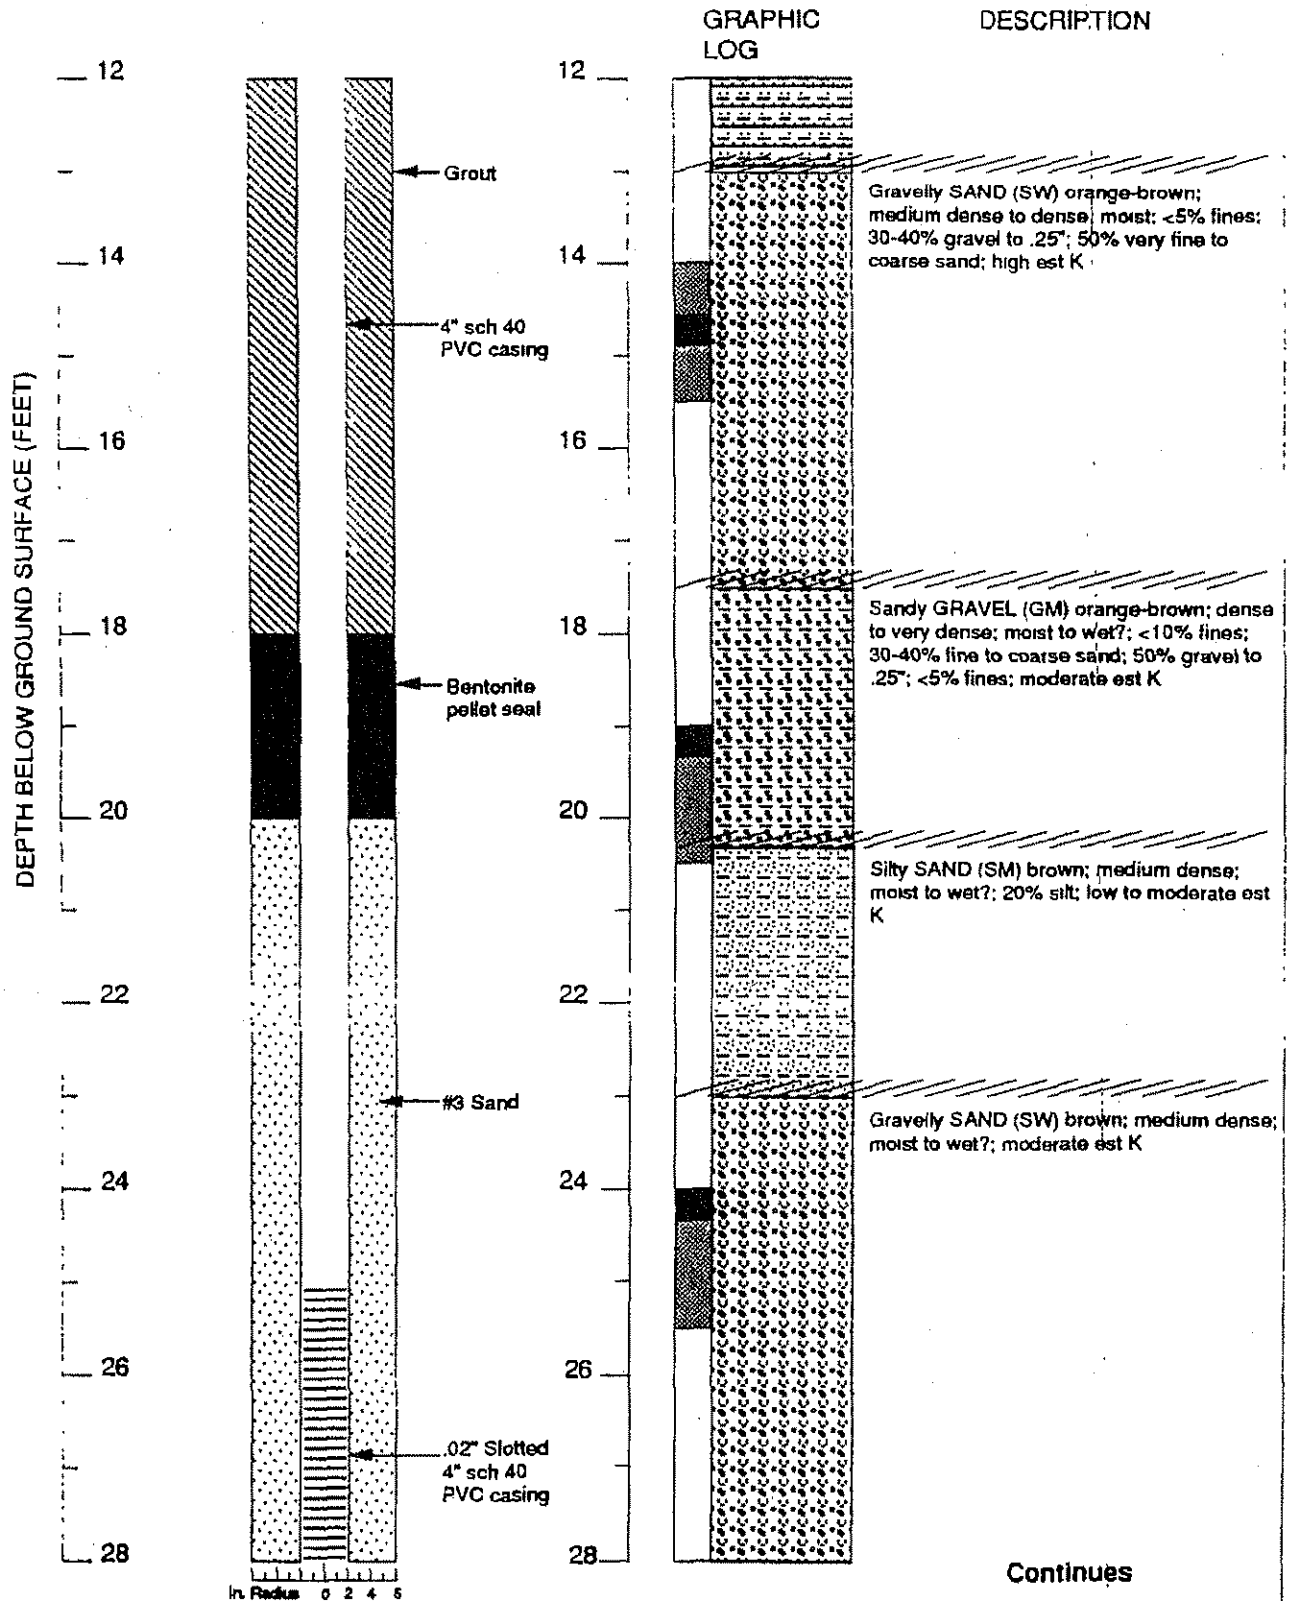 GRAPHIC
LOG
DESCRIPTION
DEPTH BELOW GROUND SURFACE (FEET)
12
14
16
18
20
22
24
26
28
Grout
4" sch 40
PVC casing
Bentonite
pellet seal
#3 Sand
.02" Slotted
4" sch 40
PVC casing
In. Radius 0 2 4 6
12
14
16
18
20
22
24
26
28
Gravelly SAND (SW) orange-brown;
medium dense to dense; moist; <5% fines;
30-40% gravel to .25"; 50% very fine to
coarse sand; high est K
Sandy GRAVEL (GM) orange-brown; dense
to very dense; moist to wet?; <10% fines;
30-40% fine to coarse sand; 50% gravel to
.25"; <5% fines; moderate est K
Silty SAND (SM) brown; medium dense;
moist to wet?; 20% silt; low to moderate est
K
Gravelly SAND (SW) brown; medium dense;
moist to wet?; moderate est K
Continues